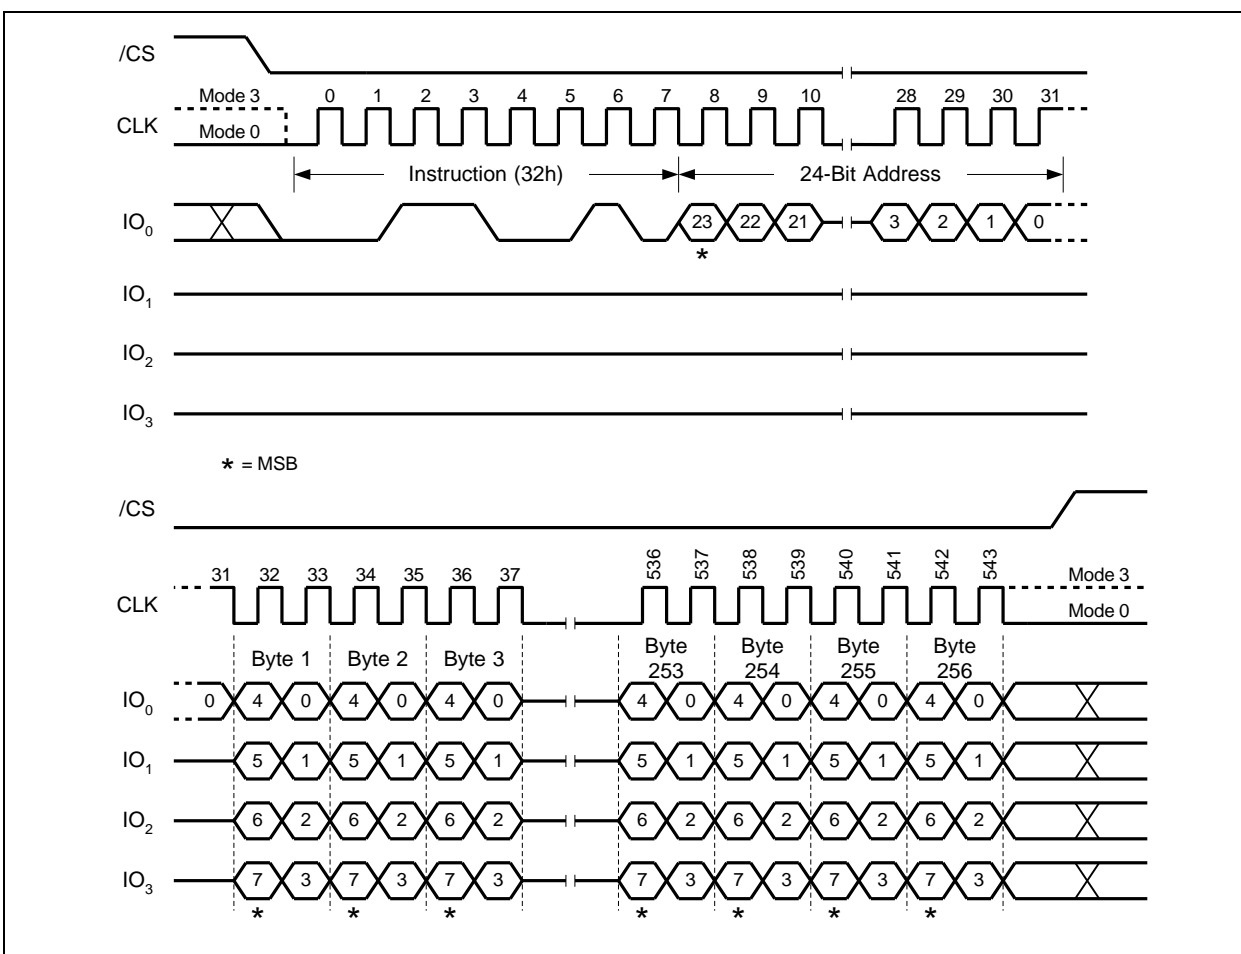 /CS
Mode 3 0 1 2 3 4 5 6 7 8 9 10 28 29 30 31
CLK
Mode 0
Instruction (32h) 24-Bit Address
IO0 23 22 21 3 2 1 0
*
IO1
IO2
IO3
* = MSB
/CS
31 32 33 34 35 36 37 536 537 538 539 540 541 542 543 Mode 3
CLK
Mode 0
Byte 1 Byte 2 Byte 3 Byte 253 Byte 254 Byte 255 Byte 256
IO0 0 4 0 4 0 4 0 4 0 4 0 4 0 4 0
IO1 5 1 5 1 5 1 5 1 5 1 5 1 5 1
IO2 6 2 6 2 6 2 6 2 6 2 6 2 6 2
IO3 7 3 7 3 7 3 7 3 7 3 7 3 7 3
* * * * * * *